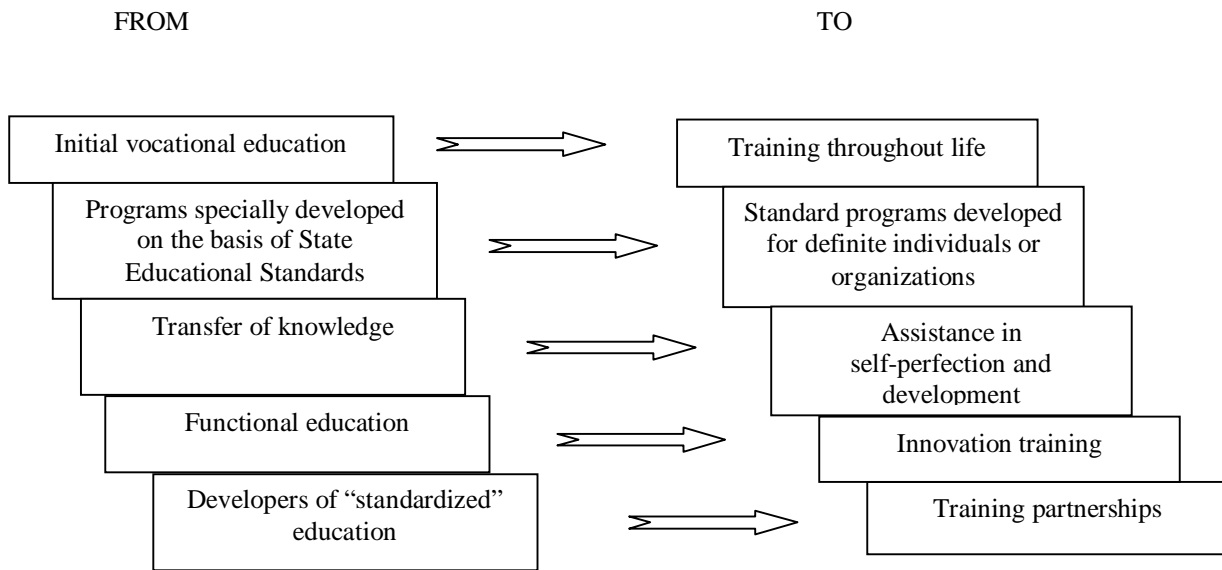 FROM
TO
Initial vocational education
Training throughout life
Programs specially developed
on the basis of State
Educational Standards
Standard programs developed
for definite individuals or
organizations
Transfer of knowledge
Assistance in
self-perfection and
development
Functional education
Innovation training
Developers of “standardized”
education
Training partnerships